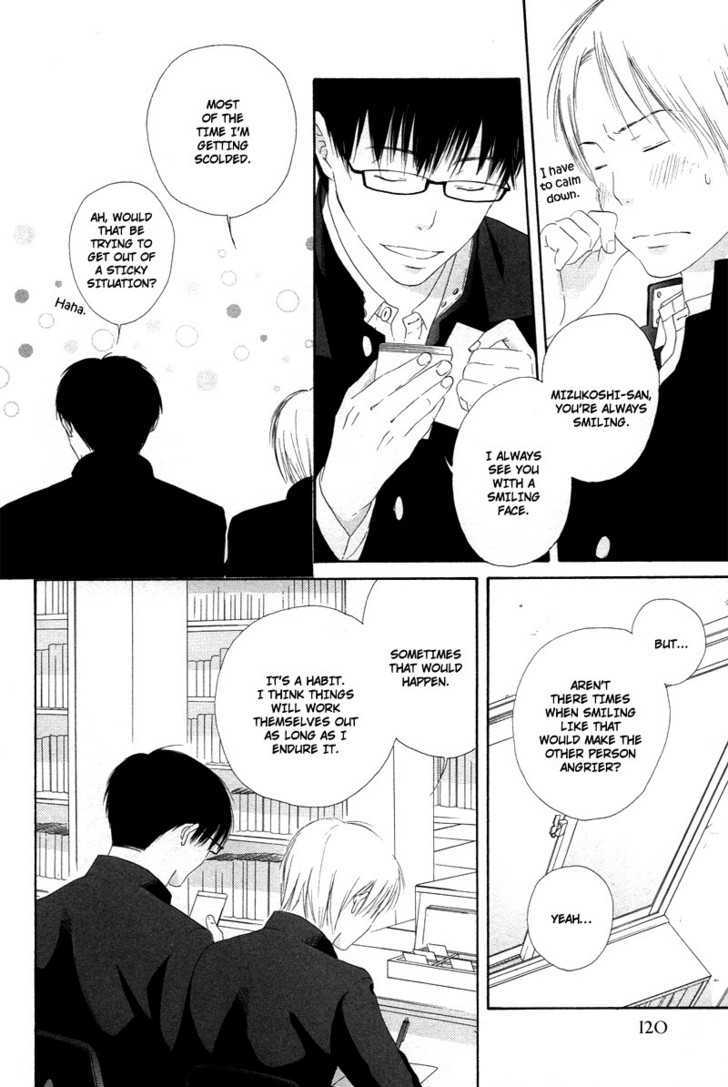 I have
to calm
down.
MIZUKOSHI-SAN,
YOU'RE ALWAYS
SMILING.
I ALWAYS
SEE YOU
WITH A
SMILING
FACE.
MOST
OF THE
TIME I'M
GETTING
SCOLDED.
AH, WOULD
THAT BE
TRYING TO
GET OUT OF
A STICKY
SITUATION?
Haha.
BUT...
AREN'T
THERE TIMES
WHEN SMILING
LIKE THAT
WOULD MAKE THE
OTHER PERSON
ANGRIER?
YEAH...
SOMETIMES
THAT WOULD
HAPPEN.
IT'S A HABIT.
I THINK THINGS
WILL WORK
THEMSELVES OUT
AS LONG AS I
ENDURE IT.
120